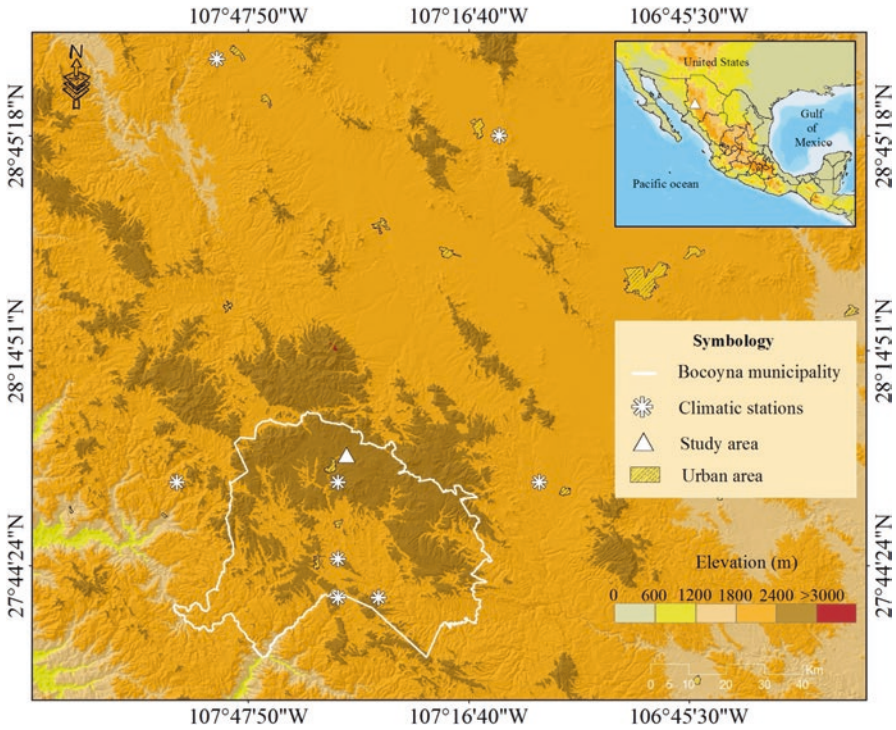 107°47'50"W 107°16'40"W 106°45'30"W
N
United States
Gulf
of
Mexico
Pacific ocean
28°45'18"N
28°45'18"N
28°14'51"N
28°14'51"N
Symbology
Bocoyna municipality
Climatic stations
Study area
Urban area
27°44'24"N
27°44'24"N
Elevation (m)
0 600 1200 1800 2400 >3000
Km
0 5 10 20 30 40
107°47'50"W 107°16'40"W 106°45'30"W